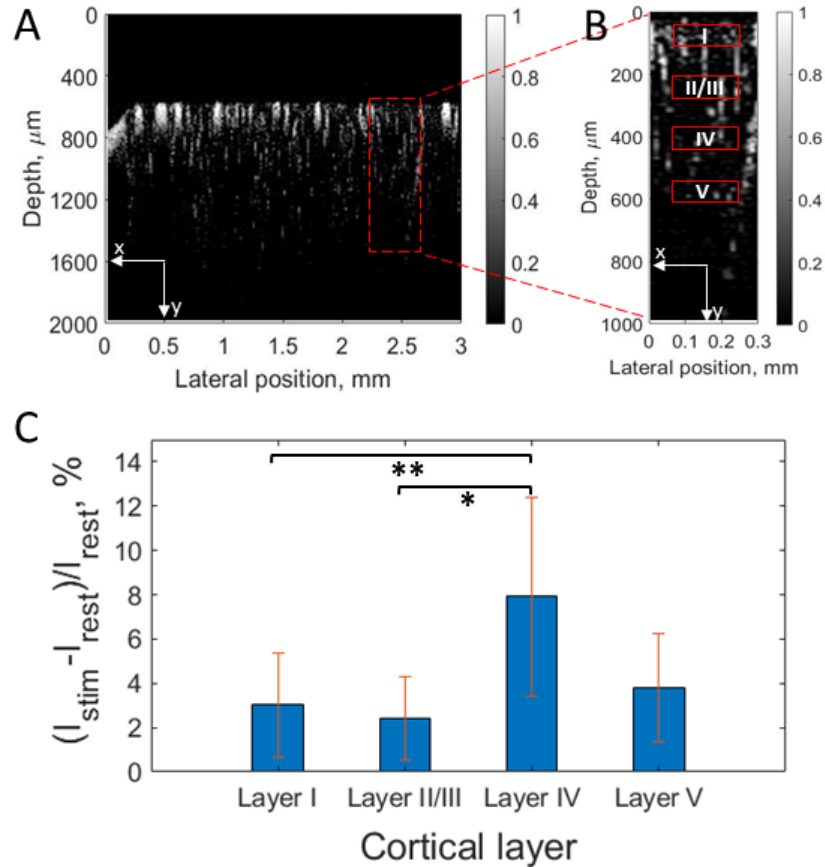 A
0
400
800
1200
1600
2000
Depth, μm
x
y
0 0.5 1 1.5 2 2.5 3
Lateral position, mm
1
0.8
0.6
0.4
0.2
0
B
0
200
400
600
800
1000
Depth, μm
I
II/III
IV
V
x
y
0 0.1 0.2 0.3
Lateral position, mm
1
0.8
0.6
0.4
0.2
0
C
(I_stim-I_rest)/I_rest, %
14
12
10
8
6
4
2
0
**
*
Layer I Layer II/III Layer IV Layer V
Cortical layer